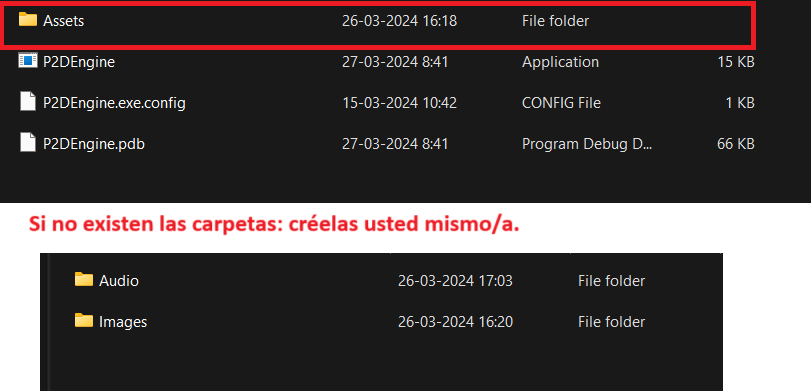 Assets 26-03-2024 16:18 File folder
P2DEngine 27-03-2024 8:41 Application 15 KB
P2DEngine.exe.config 15-03-2024 10:42 CONFIG File 1 KB
P2DEngine.pdb 27-03-2024 8:41 Program Debug D... 66 KB
Si no existen las carpetas: créelas usted mismo/a.
Audio 26-03-2024 17:03 File folder
Images 26-03-2024 16:20 File folder